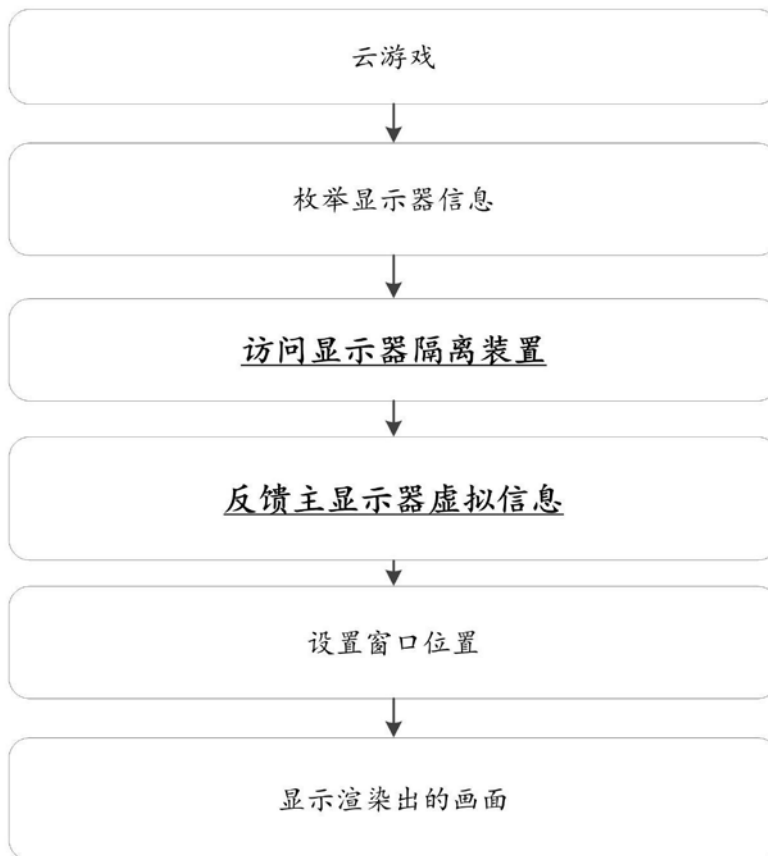 云游戏
枚举显示器信息
访问显示器隔离装置
反馈主显示器虚拟信息
设置窗口位置
显示渲染出的画面